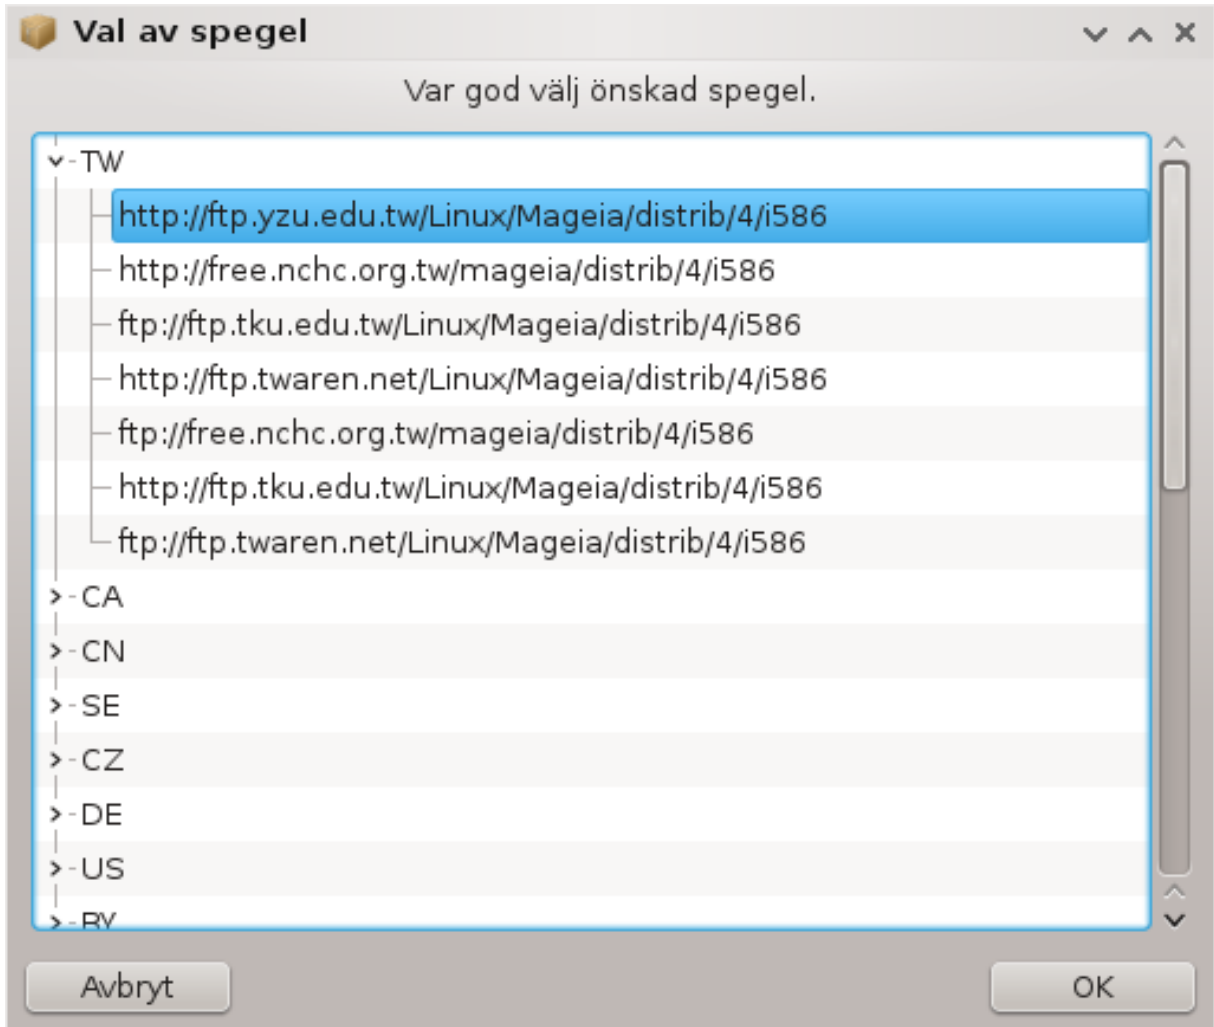 Val av spegel
Var god välj önskad spegel.
TW
http://ftp.yzu.edu.tw/Linux/Mageia/distrib/4/i586
http://free.nchc.org.tw/mageia/distrib/4/i586
ftp://ftp.tku.edu.tw/Linux/Mageia/distrib/4/i586
http://ftp.twaren.net/Linux/Mageia/distrib/4/i586
ftp://free.nchc.org.tw/mageia/distrib/4/i586
http://ftp.tku.edu.tw/Linux/Mageia/distrib/4/i586
ftp://ftp.twaren.net/Linux/Mageia/distrib/4/i586
CA
CN
SE
CZ
DE
US
BY
Avbryt
OK